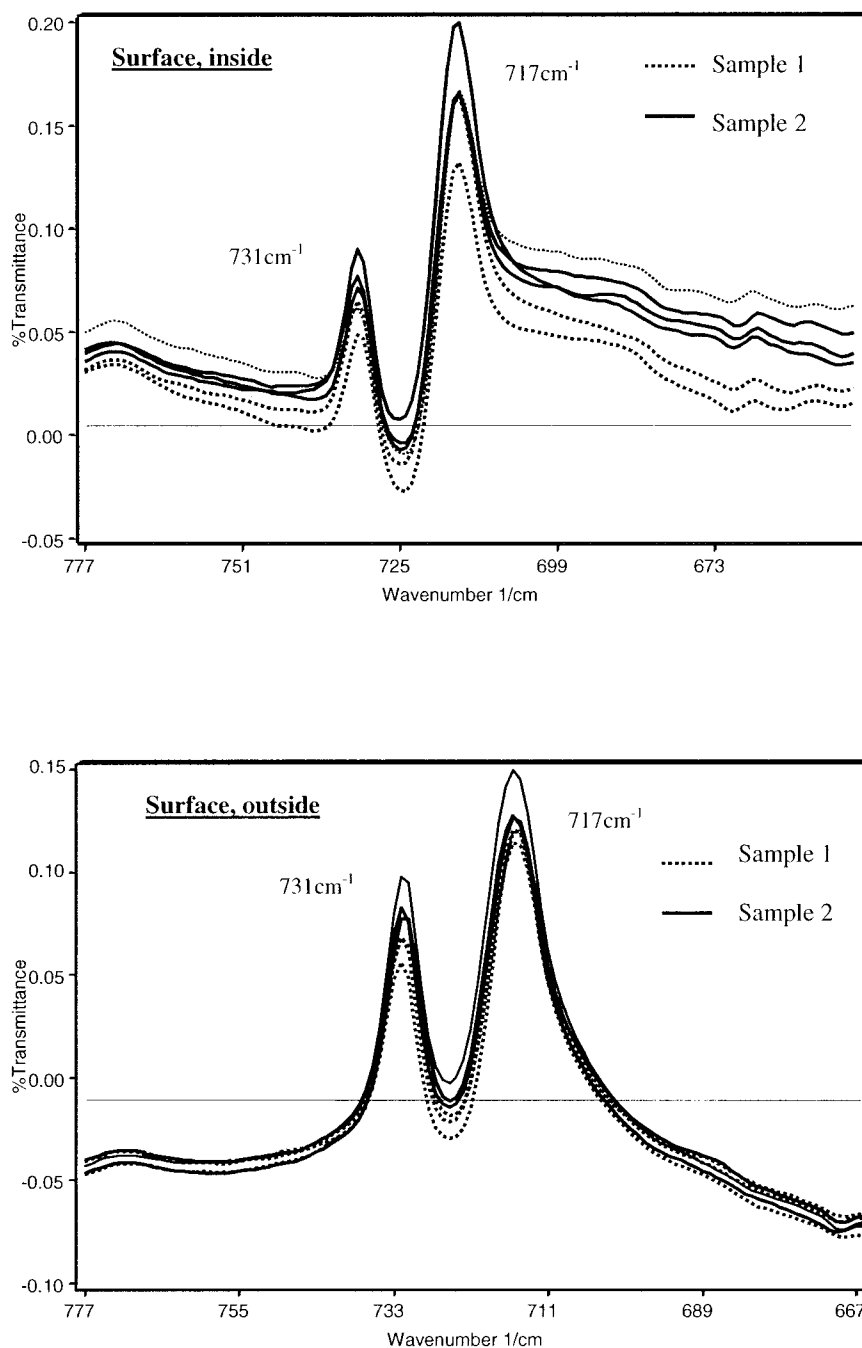 0.20
Surface, inside
717cm-1
Sample 1
Sample 2
0.15
0.10
731cm-1
%Transmittance
0.05
0.00
-0.05
777 751 725 699 673
Wavenumber 1/cm
0.15
Surface, outside
717cm-1
Sample 1
731cm-1
0.10
Sample 2
0.05
%Transmittance
0.00
-0.05
-0.10
777 755 733 711 689 667
Wavenumber 1/cm